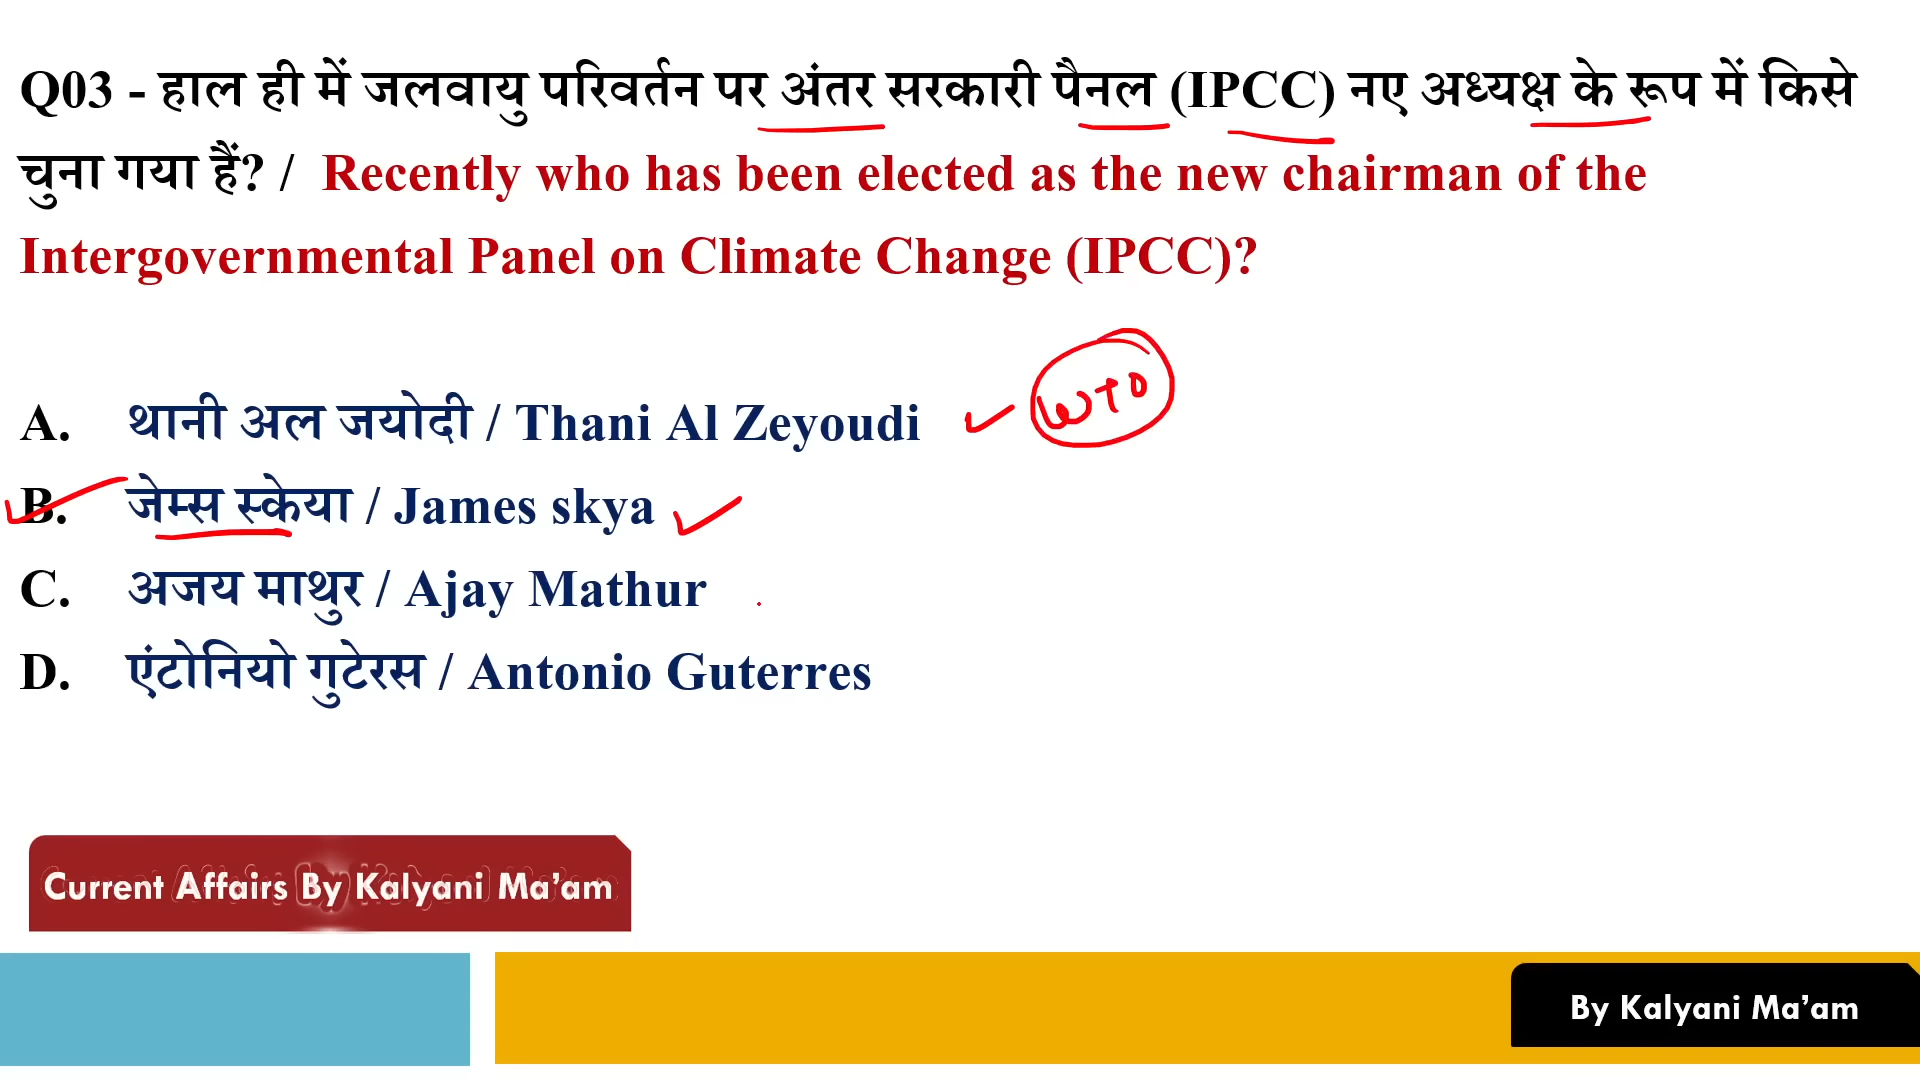 Q03 - हाल ही में जलवायु परिवर्तन पर अंतर सरकारी पैनल (IPCC) नए अध्यक्ष के रूप में किसे
चुना गया हैं? / Recently who has been elected as the new chairman of the
Intergovernmental Panel on Climate Change (IPCC)?
A. थानी अल जयोदी / Thani Al Zeyoudi WTO
B. जेम्स स्केया / James skya
C. अजय माथुर / Ajay Mathur
D. एंटोनियो गुटेरस / Antonio Guterres
Current Affairs By Kalyani Ma'am
By Kalyani Ma'am